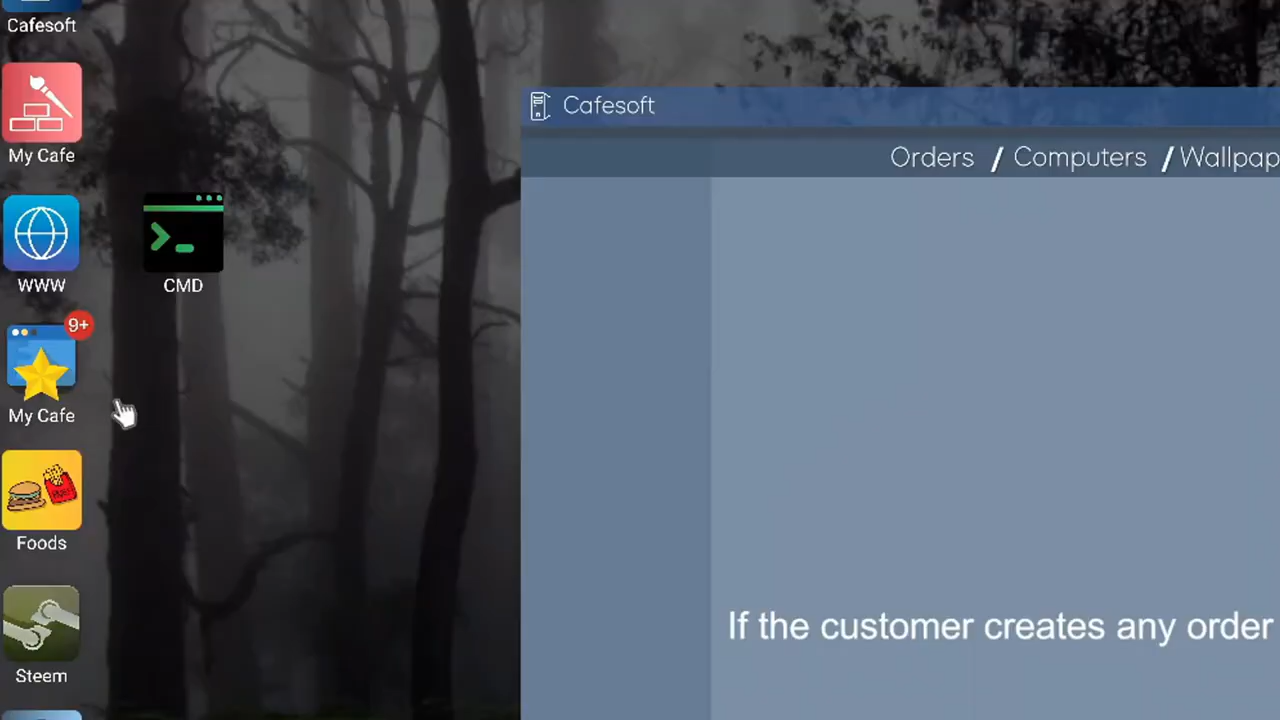 Cafesoft
My Cafe
WWW
CMD
9+
My Cafe
Foods
Steem
Cafesoft
Orders / Computers / Wallpap
If the customer creates any order